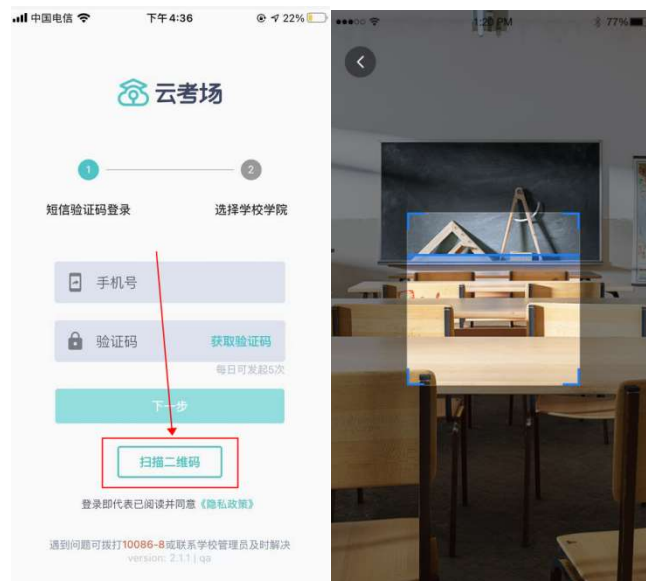 中国电信 下午4:36 22%
云考场
1 2
短信验证码登录 选择学校学院
手机号
验证码 获取验证码
每日可发起5次
下一步
扫描二维码
登录即代表已阅读并同意《隐私政策》
遇到问题可拨打10086-8或联系学校管理员及时解决
version: 2.1.1 | qa
1:20 PM 77%